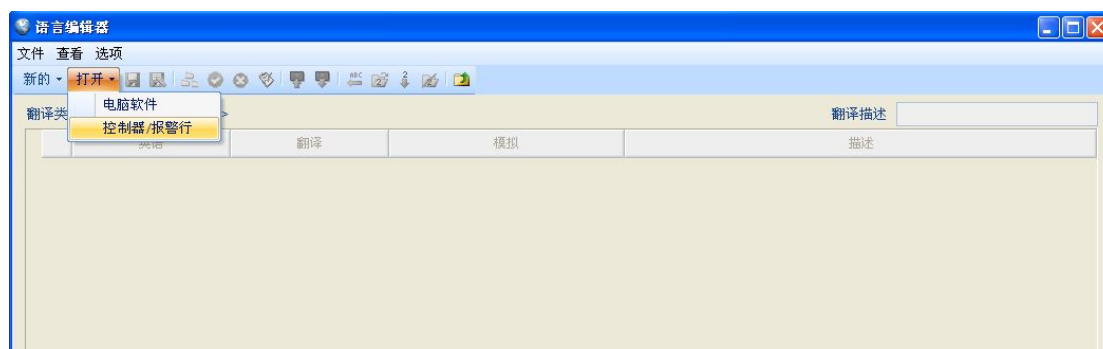 语言编辑器
文件 查看 选项
新的 打开
电脑软件
翻译类 > 翻译描述
控制器/报警行
英语 翻译 模拟 描述